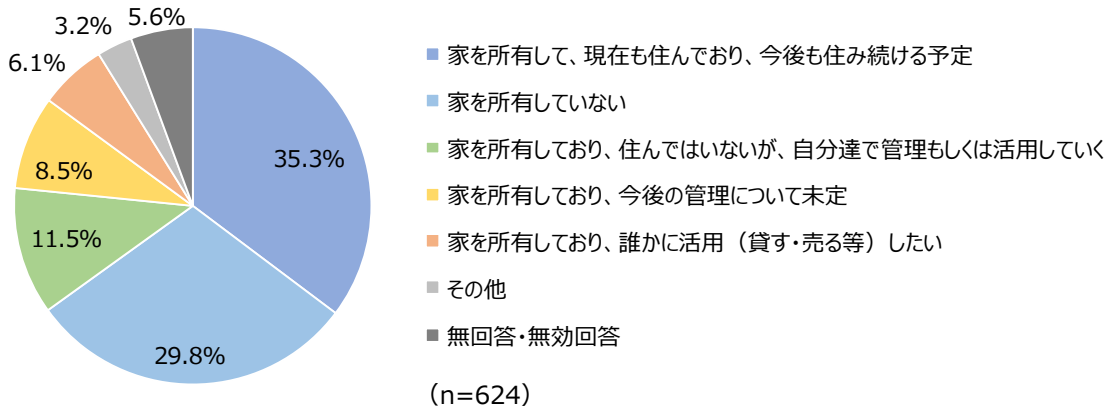 5.6%
3.2%
6.1%
8.5%
35.3%
11.5%
29.8%
家を所有して、現在も住んでおり、今後も住み続ける予定
家を所有していない
家を所有しており、住んではいないが、自分達で管理もしくは活用していく
家を所有しており、今後の管理について未定
家を所有しており、誰かに活用（貸す・売る等）したい
その他
無回答・無効回答
（n=624）